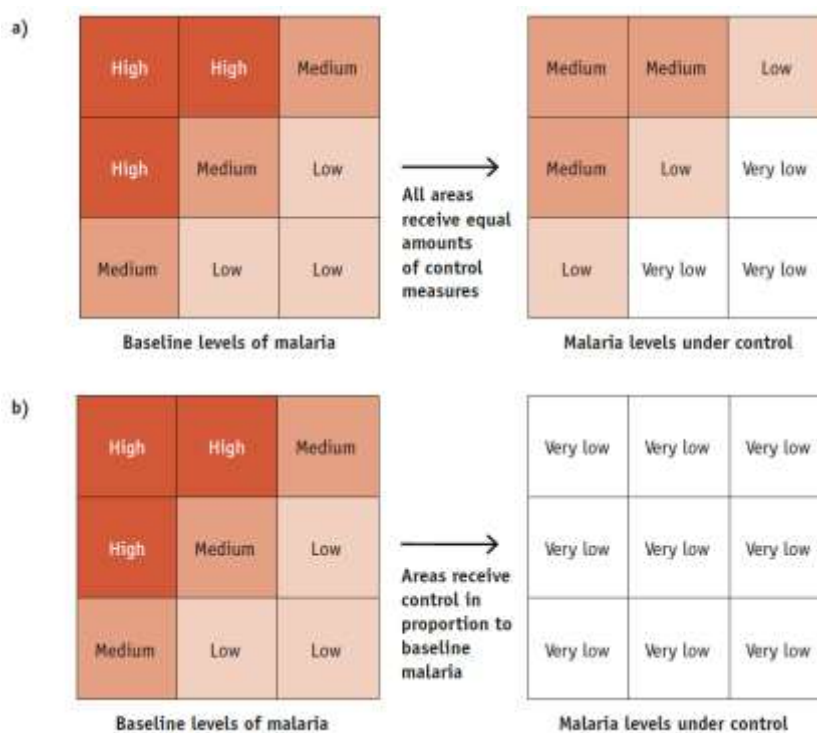 a)
High High Medium
High Medium Low
Medium Low Low
Baseline levels of malaria
All areas
receive equal
amounts
of control
measures
Medium Medium Low
Medium Low Very low
Low Very low Very low
Malaria levels under control
b)
High High Medium
High Medium Low
Medium Low Low
Baseline levels of malaria
Areas receive
control in
proportion to
baseline
malaria
Very low Very low Very low
Very low Very low Very low
Very low Very low Very low
Malaria levels under control